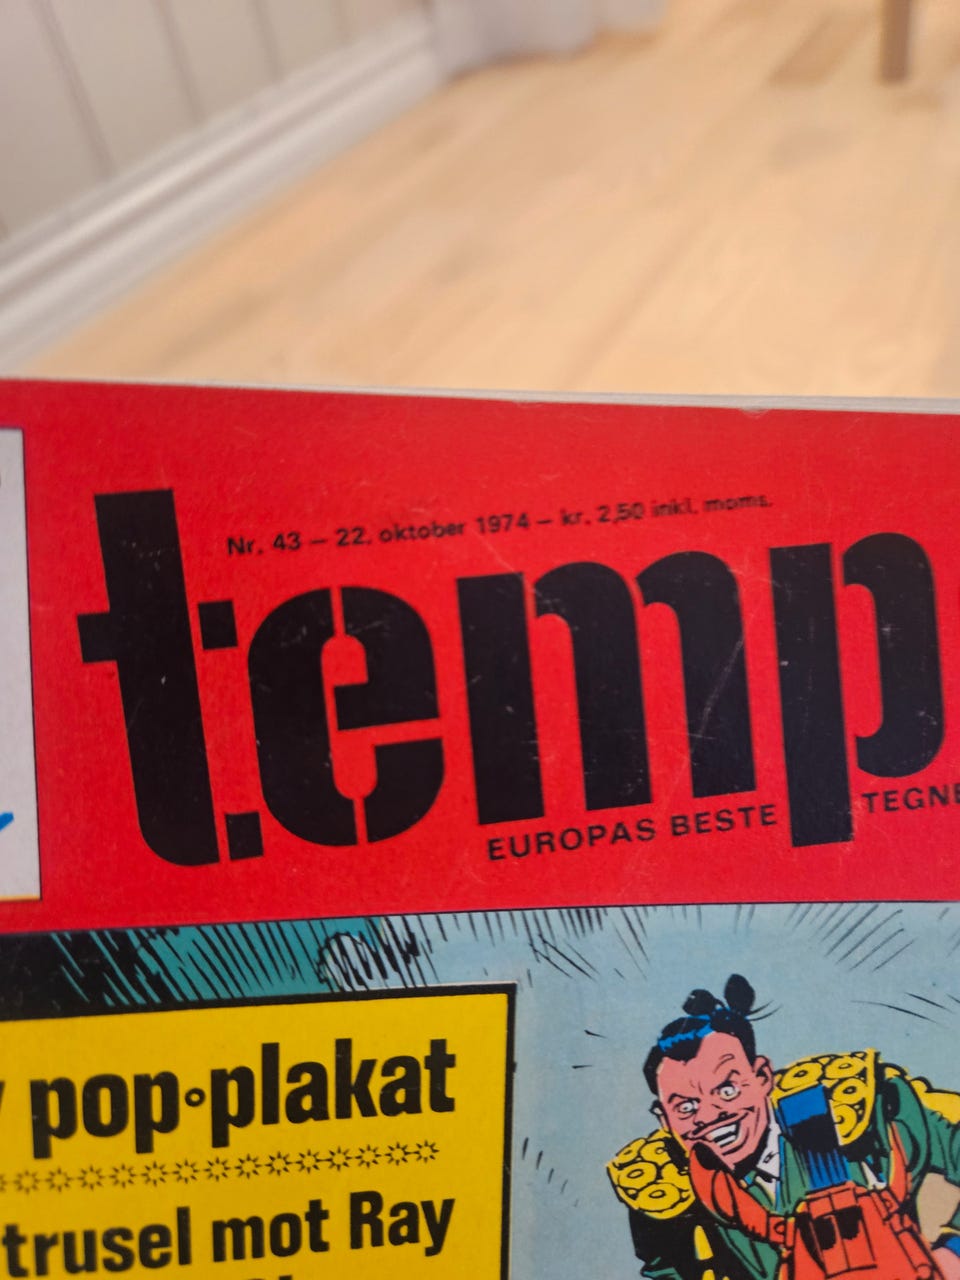 Nr. 43 – 22. oktober 1974 – kr. 2,50 inkl. moms.
temp
EUROPAS BESTE TEGNE
pop•plakat
trusel mot Ray